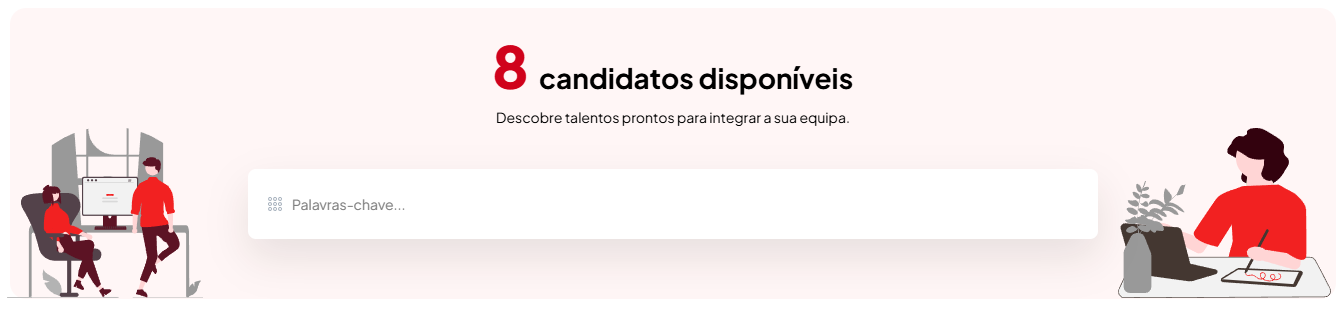 8 candidatos disponíveis
Descobre talentos prontos para integrar a sua equipa.
Palavras-chave...